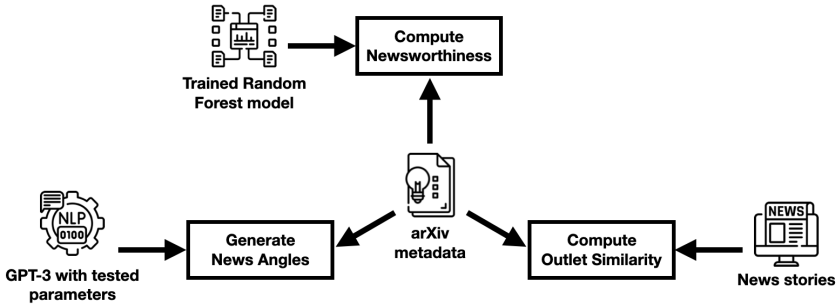 Compute
Newsworthiness
Trained Random
Forest model
NLP
0100
GPT-3 with tested
parameters
Generate
News Angles
arXiv
metadata
Compute
Outlet Similarity
NEWS
News stories